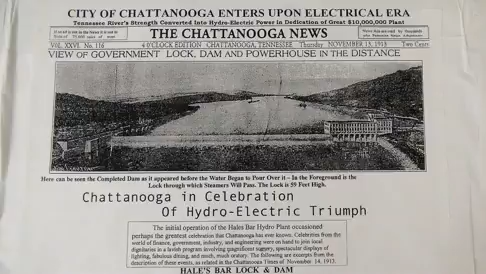 CITY OF CHATTANOOGA ENTERS UPON ELECTRICAL ERA
Tennessee River's Strength Converted Into Hydro-Electric Power in Dedication of Great $10,000,000 Plant
THE CHATTANOOGA NEWS
VOL. XXVI. No. 116 4 O'CLOCK EDITION CHATTANOOGA, TENNESSEE Thursday NOVEMBER 13, 1913 Two Cents
VIEW OF GOVERNMENT LOCK, DAM AND POWERHOUSE IN THE DISTANCE
Here can be seen the Completed Dam as it appeared before the Water Began to Pour Over it – In the Foreground is the
Lock through which Steamers Will Pass. The Lock is 59 Feet High.
Chattanooga in Celebration
Of Hydro-Electric Triumph
The initial operation of the Hales Bar Hydro Plant occasioned
perhaps the greatest celebration that Chattanooga has ever known. Celebrities from the
world of finance, government, industry, and engineering were on hand to join local
dignitaries in a lavish program involving pageantry, spectacular displays of
lighting, fabulous dining, and much, much oratory. The following are excerpts from the
description of these events, as related in the Chattanooga Times of November 14, 1913.
HALE'S BAR LOCK & DAM